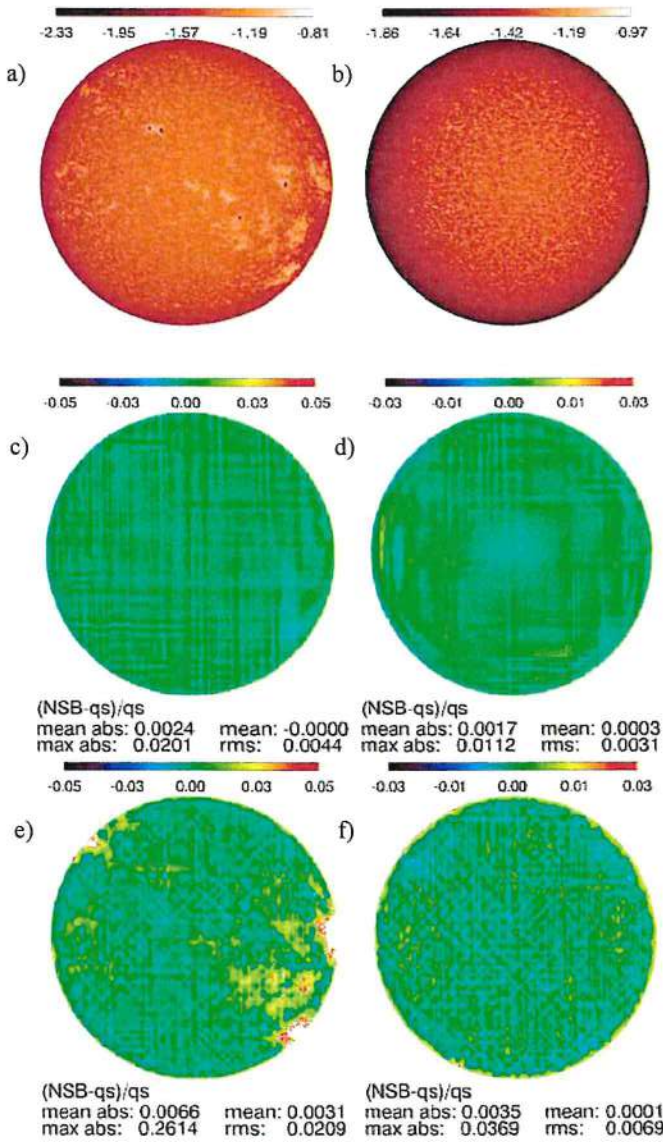 -2.33 -1.95 -1.57 -1.19 -0.81
-1.86 -1.64 -1.42 -1.19 -0.97
a)
b)
-0.05 -0.03 0.00 0.03 0.05
-0.03 -0.01 0.00 0.01 0.03
c)
d)
(NSB-qs)/qs
mean abs: 0.0024 mean: -0.0000
max abs: 0.0201 rms: 0.0044
(NSB-qs)/qs
mean abs: 0.0017 mean: 0.0003
max abs: 0.0112 rms: 0.0031
-0.05 -0.03 0.00 0.03 0.05
-0.03 -0.01 0.00 0.01 0.03
e)
f)
(NSB-qs)/qs
mean abs: 0.0066 mean: 0.0031
max abs: 0.2614 rms: 0.0209
(NSB-qs)/qs
mean abs: 0.0035 mean: 0.0001
max abs: 0.0369 rms: 0.0069